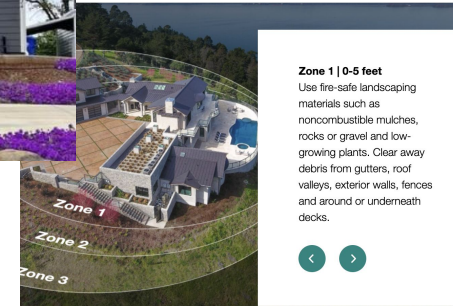 Zone 1 | 0-5 feet
Use fire-safe landscaping
materials such as
noncombustible mulches,
rocks or gravel and low-
growing plants. Clear away
debris from gutters, roof
valleys, exterior walls, fences
and around or underneath
decks.
Zone 1
Zone 2
Zone 3